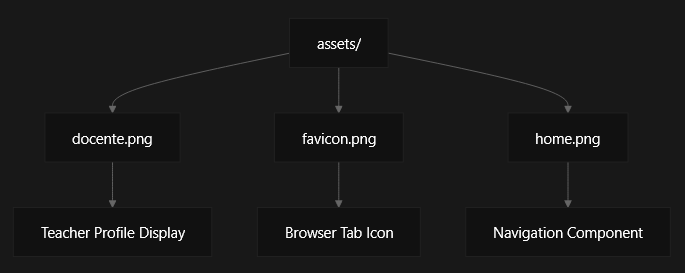 assets/
docente.png
favicon.png
home.png
Teacher Profile Display
Browser Tab Icon
Navigation Component